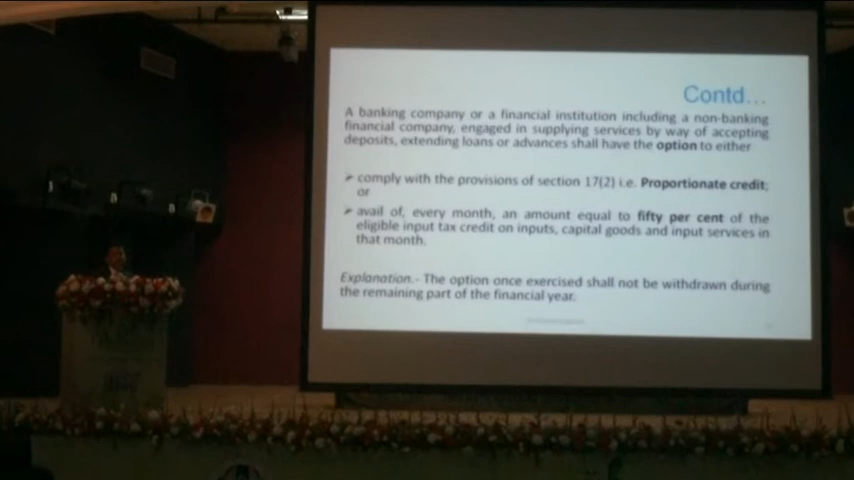 Contd...
A banking company or a financial institution including a non-banking
financial company, engaged in supplying services by way of accepting
deposits, extending loans or advances shall have the option to either
➢ comply with the provisions of section 17(2) i.e. Proportionate credit;
or
➢ avail of, every month, an amount equal to fifty per cent of the
eligible input tax credit on inputs, capital goods and input services in
that month.
Explanation.- The option once exercised shall not be withdrawn during
the remaining part of the financial year.